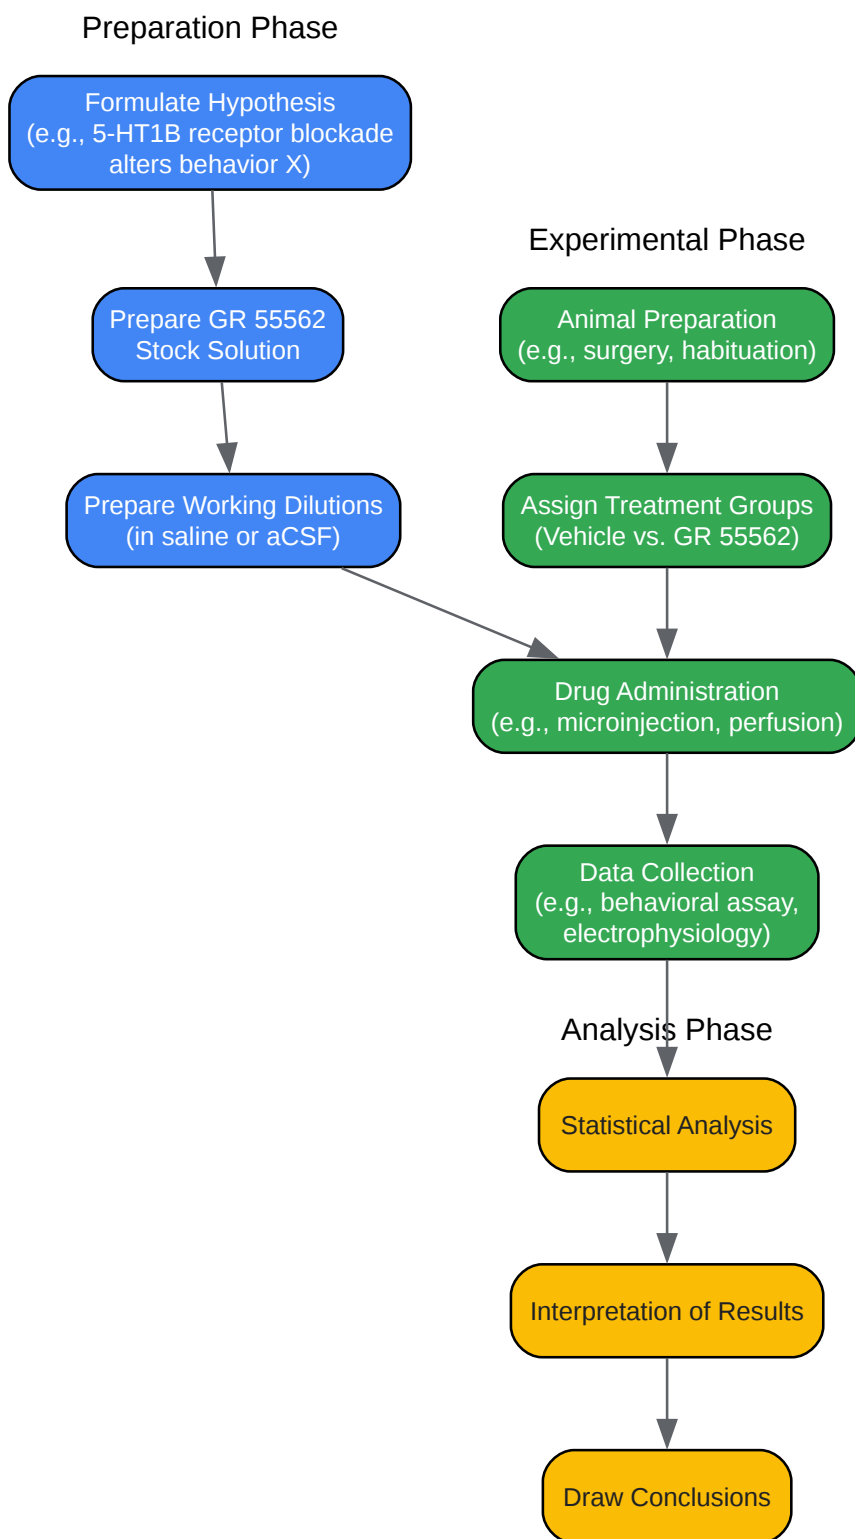 Preparation Phase
Formulate Hypothesis
(e.g., 5-HT1B receptor blockade
alters behavior X)
Prepare GR 55562
Stock Solution
Prepare Working Dilutions
(in saline or aCSF)
Experimental Phase
Animal Preparation
(e.g., surgery, habituation)
Assign Treatment Groups
(Vehicle vs. GR 55562)
Drug Administration
(e.g., microinjection, perfusion)
Data Collection
(e.g., behavioral assay,
electrophysiology)
Analysis Phase
Statistical Analysis
Interpretation of Results
Draw Conclusions